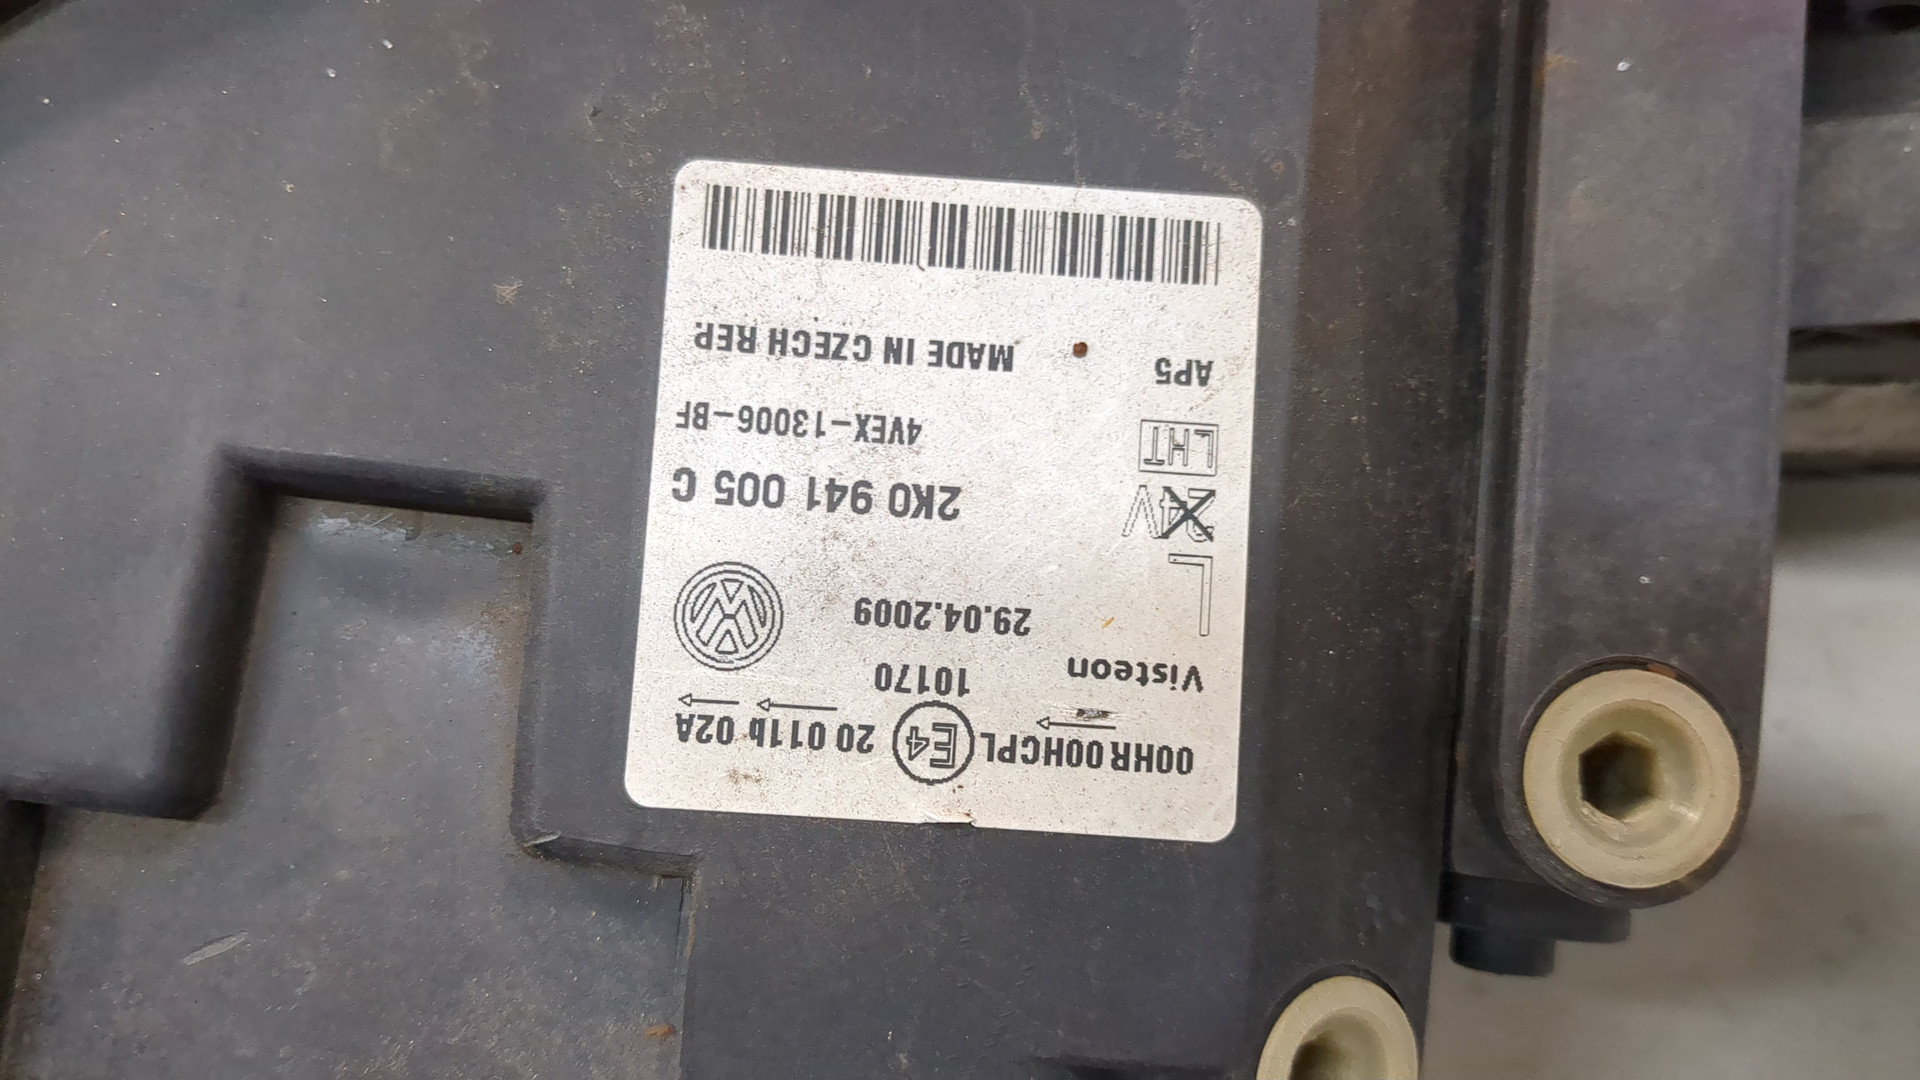 00HR 00HCPL E4 20 011b 02A
10170
Visteon
29.04.2009
L
24V
2K0 941 005 C
LHT
4VEX-13006-BF
AP5
MADE IN CZECH REP.